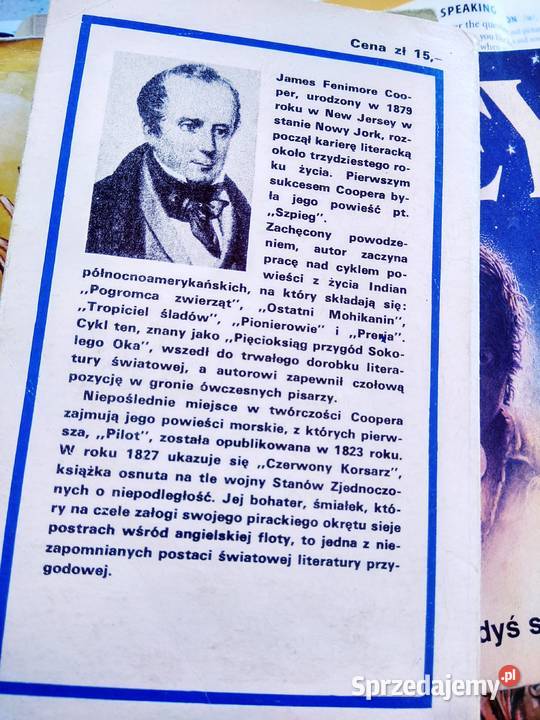 SPEAKING
Cena zł 15,—
James Fenimore Coo-
per, urodzony w 1879
roku w New Jersey w
stanie Nowy Jork, roz-
począł karierę literacką
około trzydziestego ro-
ku życia. Pierwszym
sukcesem Coopera by-
ła jego powieść pt.
„Szpieg".
Zachęcony powodze-
niem, autor zaczyna
pracę nad cyklem po-
wieści z życia Indian
północnoamerykańskich, na który składają się:
„Pogromca zwierząt", „Ostatni Mohikanin",
„Tropiciel śladów", „Pionierowie" i „Preria".
Cykl ten, znany jako „Pięcioksiąg przygód Soko-
lego Oka", wszedł do trwałego dorobku litera-
tury światowej, a autorowi zapewnił czołową
pozycję w gronie ówczesnych pisarzy.
Niepoślednie miejsce w twórczości Coopera
zajmują jego powieści morskie, z których pierw-
sza, „Pilot", została opublikowana w 1823 roku.
W roku 1827 ukazuje się „Czerwony Korsarz",
książka osnuta na tle wojny Stanów Zjednoczo-
nych o niepodległość. Jej bohater, śmiałek, któ-
ry na czele załogi swojego pirackiego okrętu sieje
postrach wśród angielskiej floty, to jedna z nie-
zapomnianych postaci światowej literatury przy-
godowej.
EY
dyś s
Sprzedajemy.pl